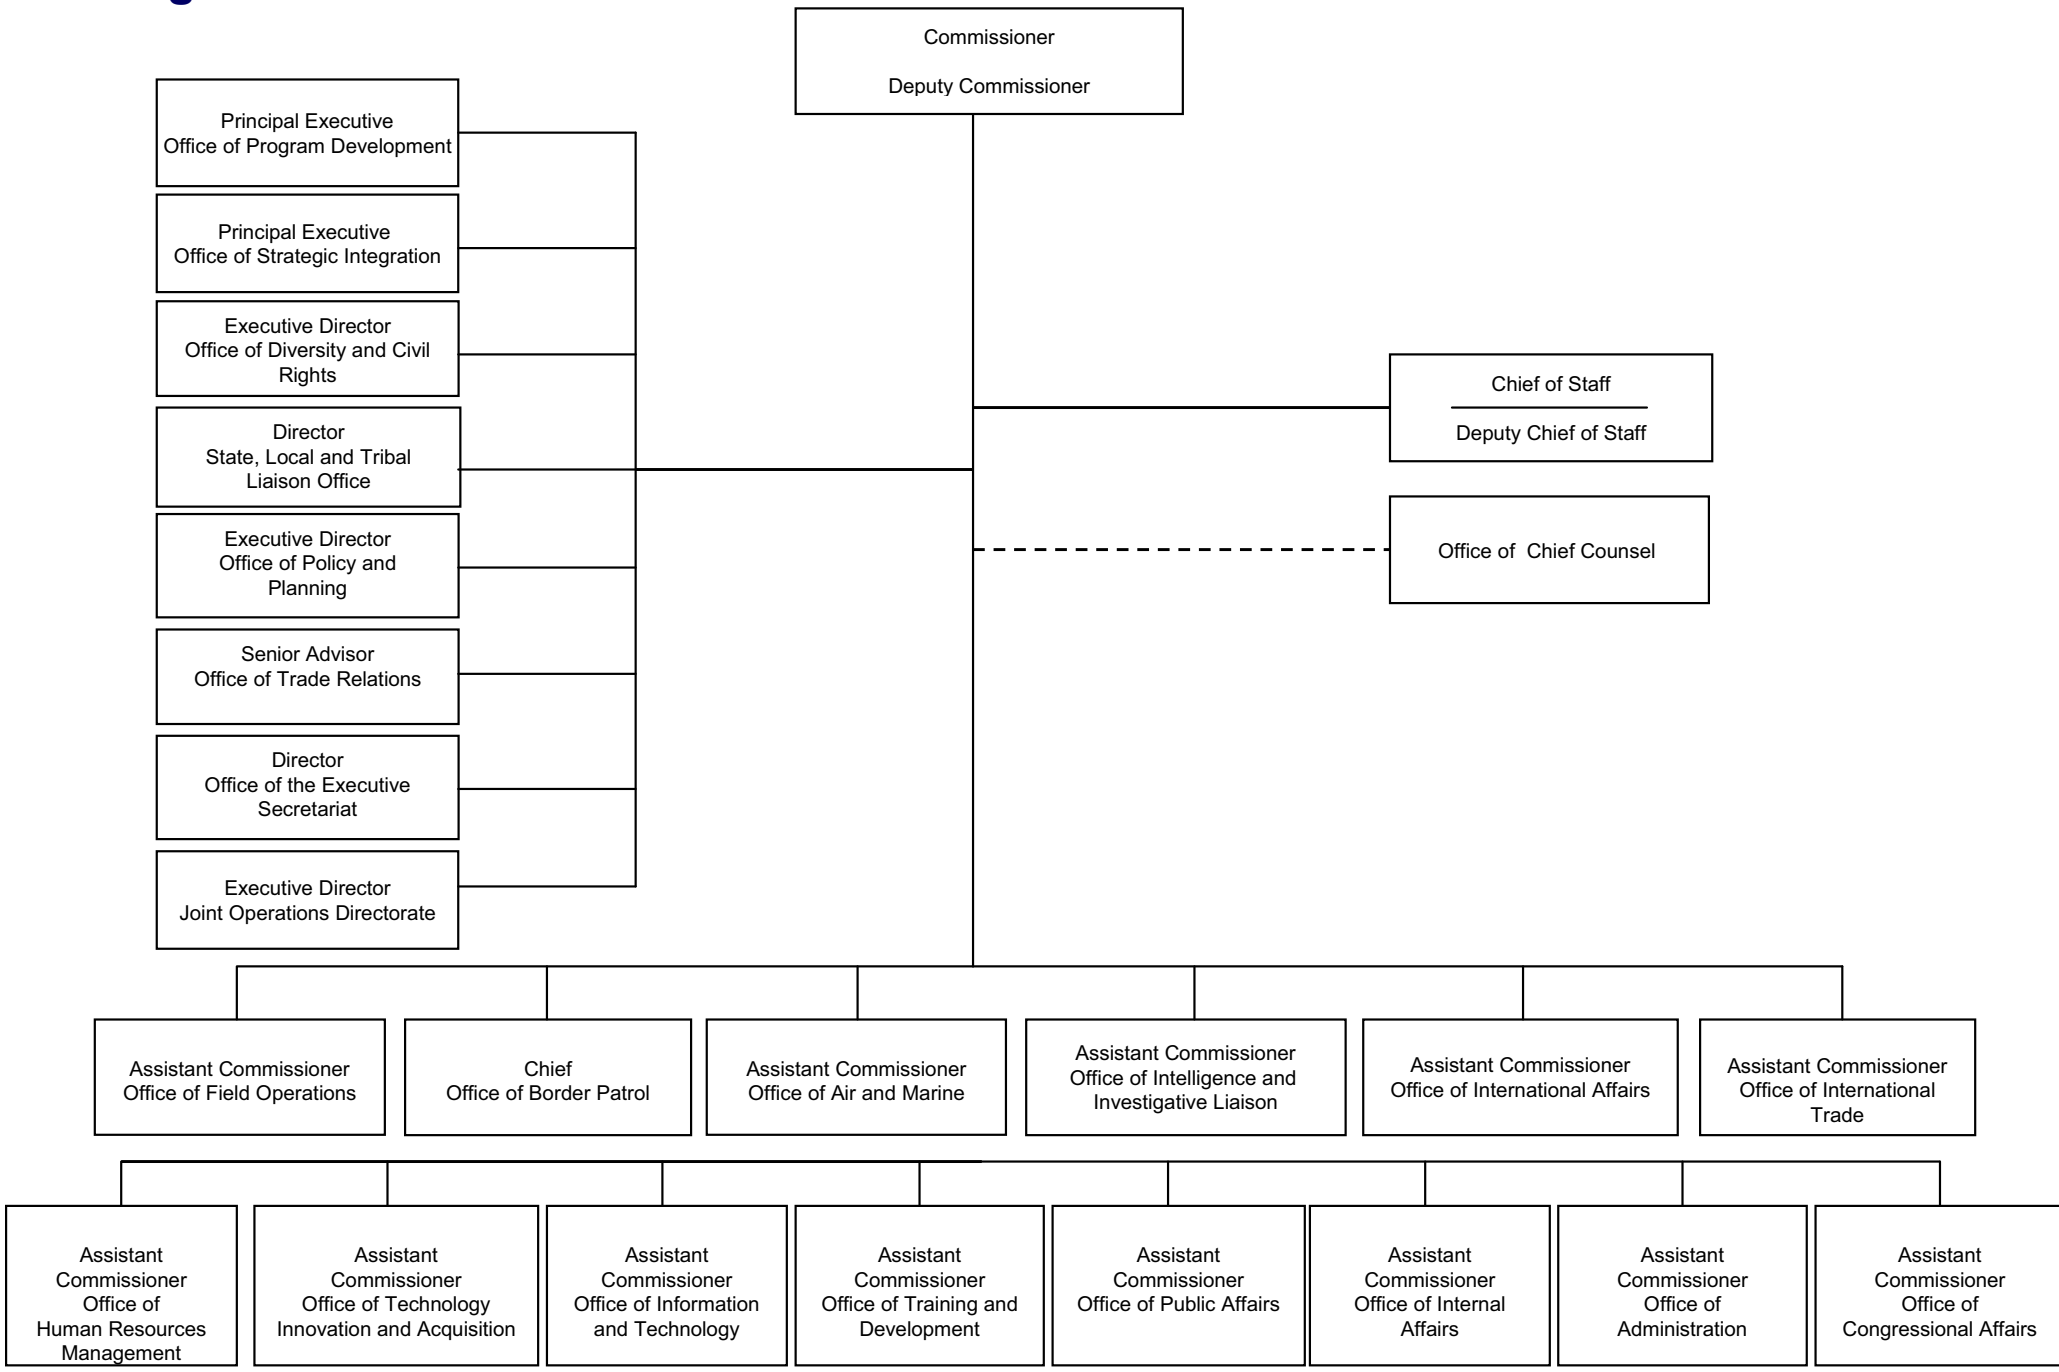 Commissioner
Deputy Commissioner
Principal Executive
Office of Program Development
Principal Executive
Office of Strategic Integration
Executive Director
Office of Diversity and Civil
Rights
Director
State, Local and Tribal
Liaison Office
Executive Director
Office of Policy and
Planning
Senior Advisor
Office of Trade Relations
Director
Office of the Executive
Secretariat
Executive Director
Joint Operations Directorate
Chief of Staff
Deputy Chief of Staff
Office of  Chief Counsel
Assistant Commissioner
Office of Field Operations
Chief
Office of Border Patrol
Assistant Commissioner
Office of Air and Marine
Assistant Commissioner
Office of Intelligence and
Investigative Liaison
Assistant Commissioner
Office of International Affairs
Assistant Commissioner
Office of International
Trade
Assistant
Commissioner
Office of
Human Resources
Management
Assistant
Commissioner
Office of Technology
Innovation and Acquisition
Assistant
Commissioner
Office of Information
and Technology
Assistant
Commissioner
Office of Training and
Development
Assistant
Commissioner
Office of Public Affairs
Assistant
Commissioner
Office of Internal
Affairs
Assistant
Commissioner
Office of
Administration
Assistant
Commissioner
Office of
Congressional Affairs